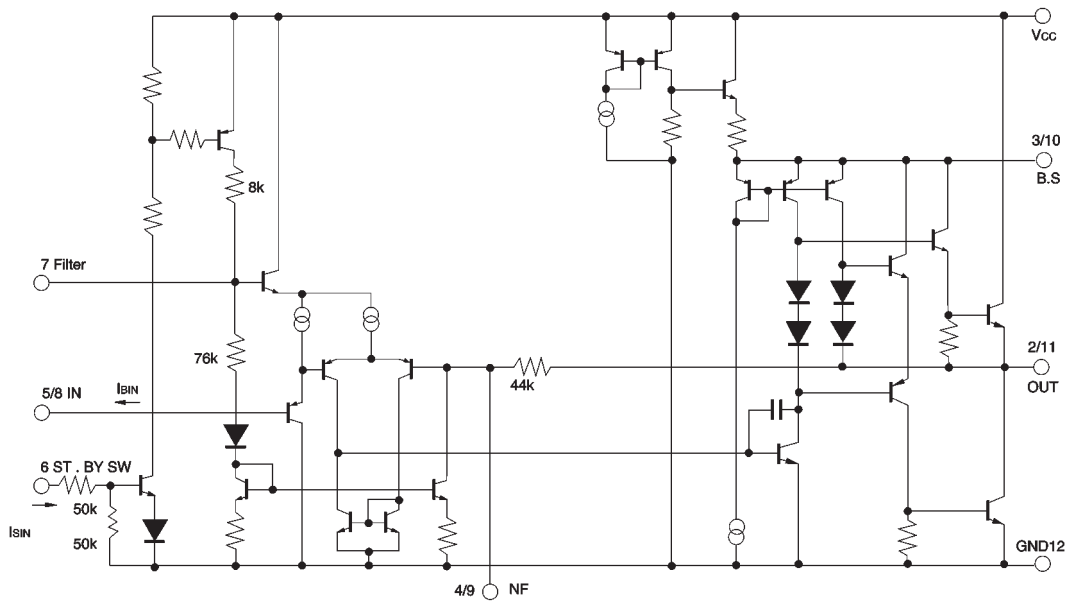 Vcc
3/10
B.S
8k
7 Filter
76k
2/11
OUT
44k
5/8 IN
IBIN
6 ST . BY SW
50k
ISIN
50k
GND12
4/9 NF